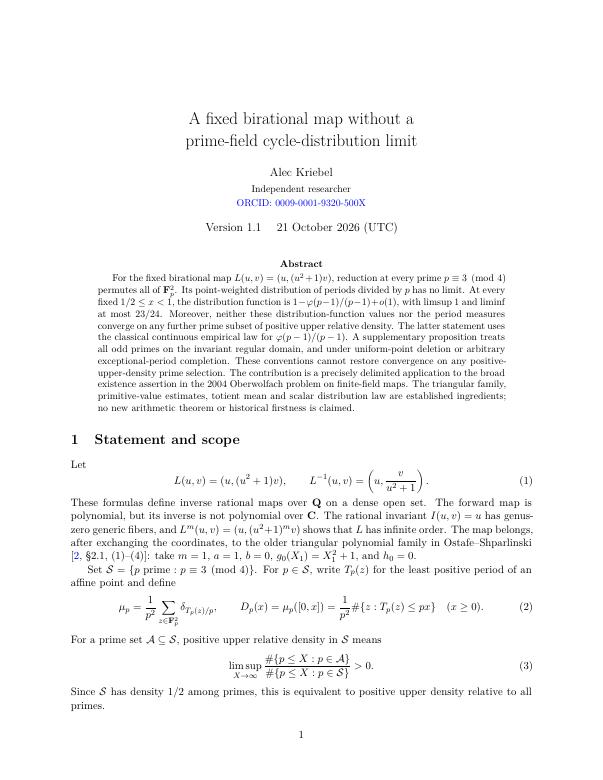 A fixed birational map without a
prime-field cycle-distribution limit
Alec Kriebel
Independent researcher
ORCID: 0009-0001-9320-500X
Version 1.1 21 October 2026 (UTC)
Abstract
For the fixed birational map L(u, v) = (u, (u² + 1)v), reduction at every prime p ≡ 3 (mod 4)
permutes all of F²ₚ. Its point-weighted distribution of periods divided by p has no limit. At every
fixed 1/2 ≤ x < 1, the distribution function is 1−φ(p−1)/(p−1)+o(1), with limsup 1 and liminf
at most 23/24. Moreover, neither these distribution-function values nor the period measures
converge on any further prime subset of positive upper relative density. The latter statement uses
the classical continuous empirical law for φ(p − 1)/(p − 1). A supplementary proposition treats
all odd primes on the invariant regular domain, and under uniform-point deletion or arbitrary
exceptional-period completion. These conventions cannot restore convergence on any positive-
upper-density prime selection. The contribution is a precisely delimited application to the broad
existence assertion in the 2004 Oberwolfach problem on finite-field maps. The triangular family,
primitive-value estimates, totient mean and scalar distribution law are established ingredients;
no new arithmetic theorem or historical firstness is claimed.
1 Statement and scope
Let
L(u, v) = (u, (u² + 1)v), L⁻¹(u, v) = (u, v/(u² + 1)). (1)
These formulas define inverse rational maps over Q on a dense open set. The forward map is
polynomial, but its inverse is not polynomial over C. The rational invariant I(u, v) = u has genus-
zero generic fibers, and Lᵐ(u, v) = (u, (u²+1)ᵐv) shows that L has infinite order. The map belongs,
after exchanging the coordinates, to the older triangular polynomial family in Ostafe–Shparlinski
[2, §2.1, (1)–(4)]: take m = 1, a = 1, b = 0, g₀(X₁) = X₁² + 1, and h₀ = 0.
Set S = {p prime : p ≡ 3 (mod 4)}. For p ∈ S, write Tₚ(z) for the least positive period of an
affine point and define
μₚ = 1/p² ∑_{z∈F²ₚ} δ_{Tₚ(z)/p}, Dₚ(x) = μₚ([0, x]) = 1/p² #{z : Tₚ(z) ≤ px} (x ≥ 0). (2)
For a prime set A ⊆ S, positive upper relative density in S means
lim sup_{X→∞} #{p ≤ X : p ∈ A} / #{p ≤ X : p ∈ S} > 0. (3)
Since S has density 1/2 among primes, this is equivalent to positive upper density relative to all
primes.
1